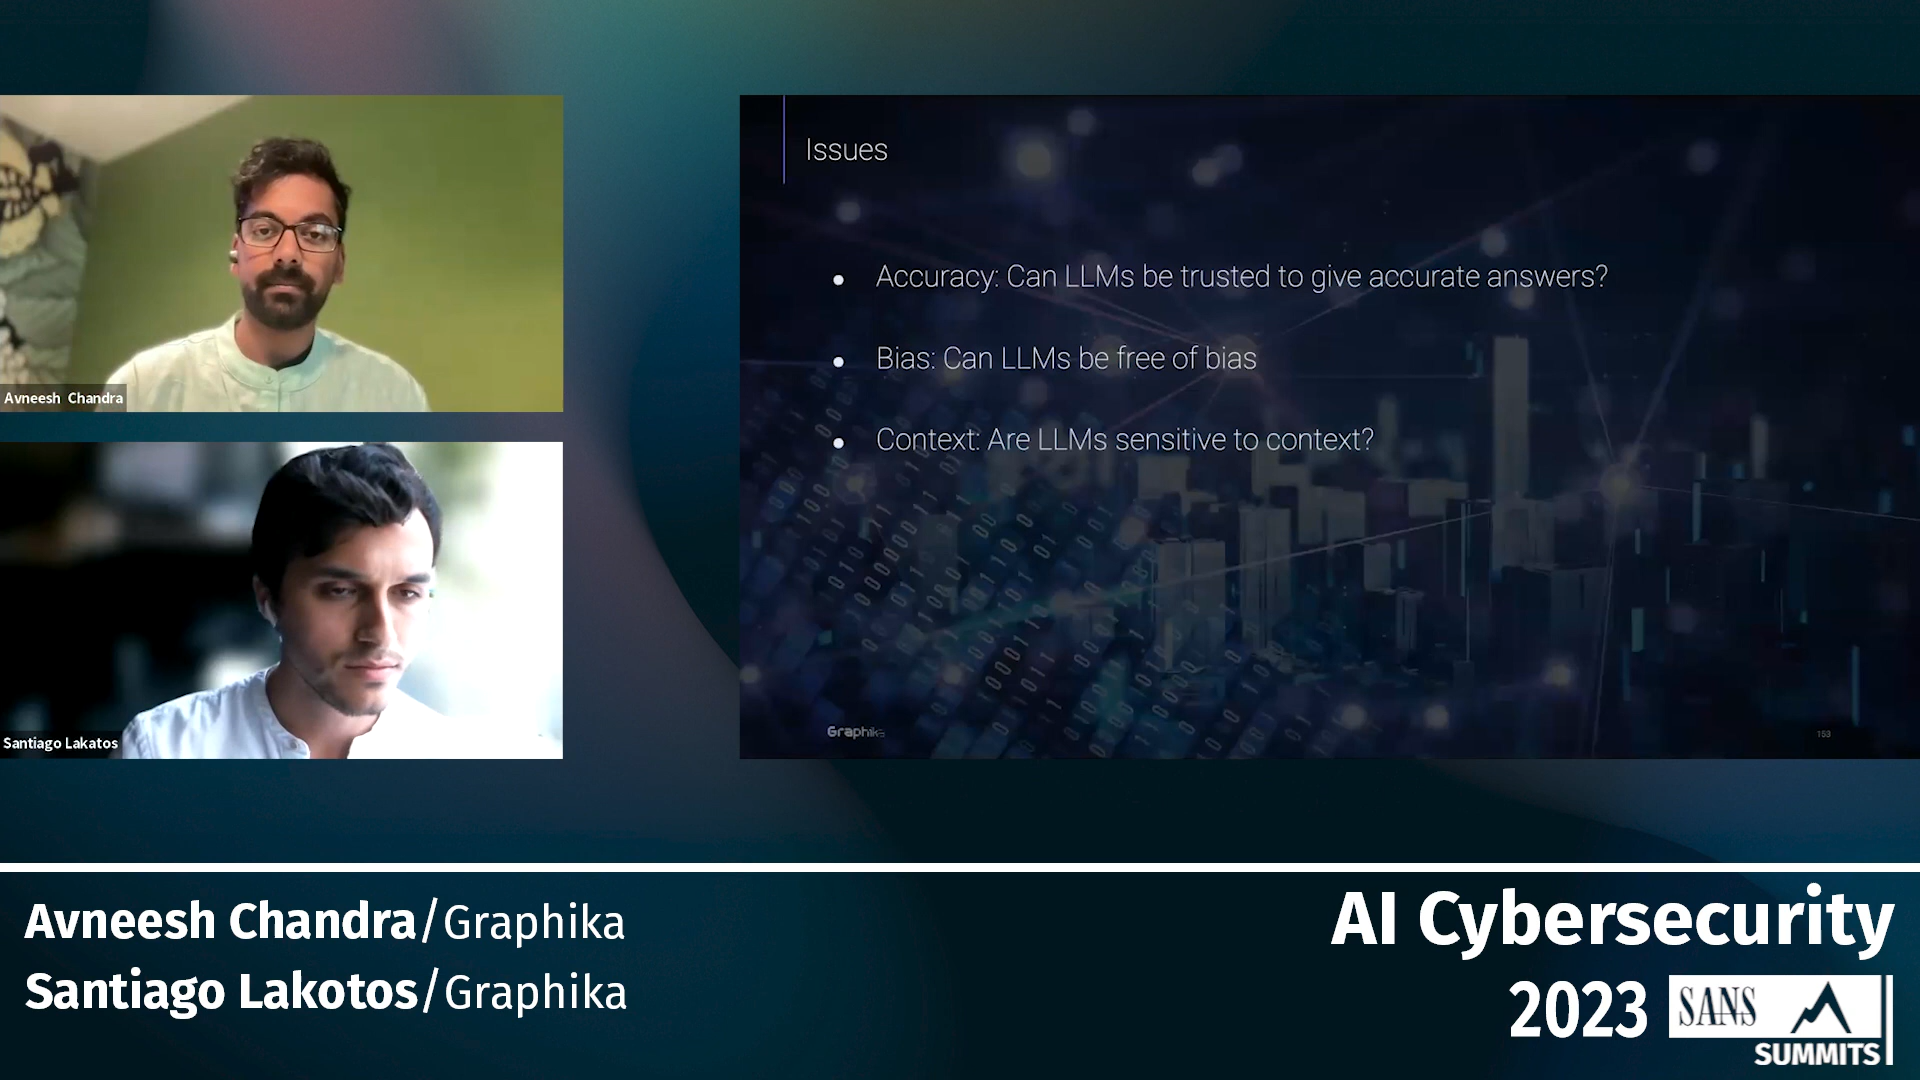 Issues
Accuracy: Can LLMs be trusted to give accurate answers?
Bias: Can LLMs be free of bias
Context: Are LLMs sensitive to context?
Graphika
153
Avneesh Chandra
Santiago Lakatos
Avneesh Chandra/Graphika
Santiago Lakotos/Graphika
AI Cybersecurity
2023
SANS
SUMMITS